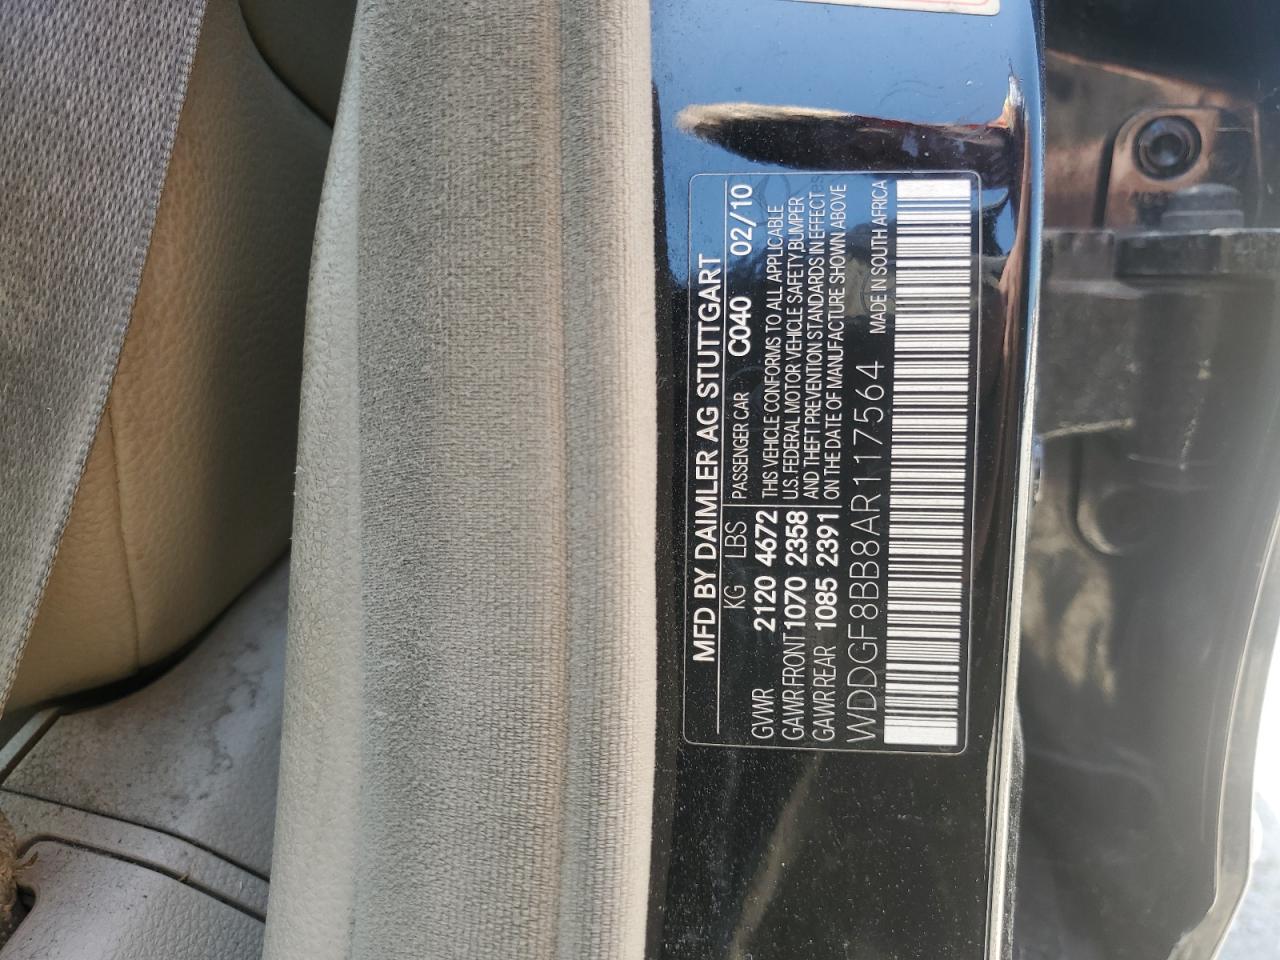 MFD BY DAIMLER AG STUTTGART
KG LBS PASSENGER CAR C040 02/10
GVWR 2120 4672 THIS VEHICLE CONFORMS TO ALL APPLICABLE
GAWR FRONT 1070 2358 U.S. FEDERAL MOTOR VEHICLE SAFETY,BUMPER
GAWR REAR 1085 2391 AND THEFT PREVENTION STANDARDS IN EFFECT
ON THE DATE OF MANUFACTURE SHOWN ABOVE
WDDGF8BB8AR117564 MADE IN SOUTH AFRICA